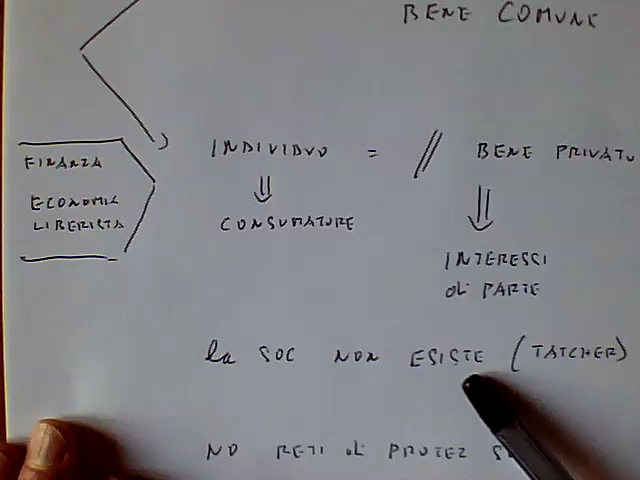 BENE COMUNE
INDIVIDUO = // BENE PRIVATO
FINANZA
ECONOMIA
LIBERISTA
CONSUMATORE
INTERESSI
DI PARTE
la SOC NON ESISTE (TATCHER)
NO RETI DI PROTEZ